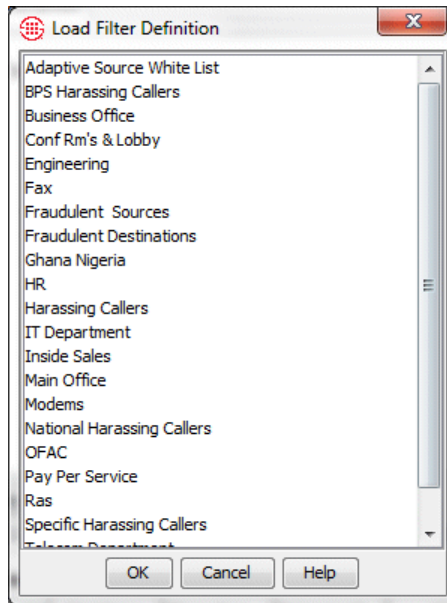 Load Filter Definition
Adaptive Source White List
BPS Harassing Callers
Business Office
Conf Rm's & Lobby
Engineering
Fax
Fraudulent  Sources
Fraudulent Destinations
Ghana Nigeria
HR
Harassing Callers
IT Department
Inside Sales
Main Office
Modems
National Harassing Callers
OFAC
Pay Per Service
Ras
Specific Harassing Callers
Telecom Department
OK Cancel Help